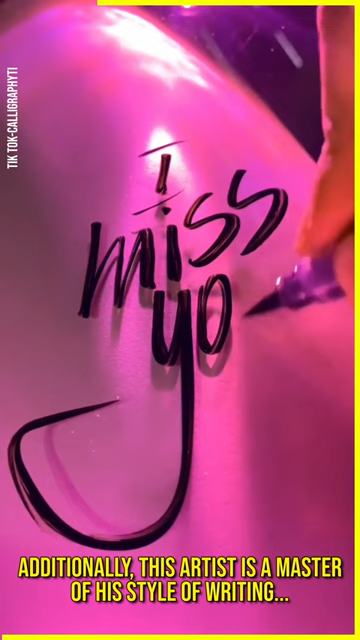 TIK TOK-CALLIGRAPHYTI
I
miss
yo
ADDITIONALLY, THIS ARTIST IS A MASTER
OF HIS STYLE OF WRITING...